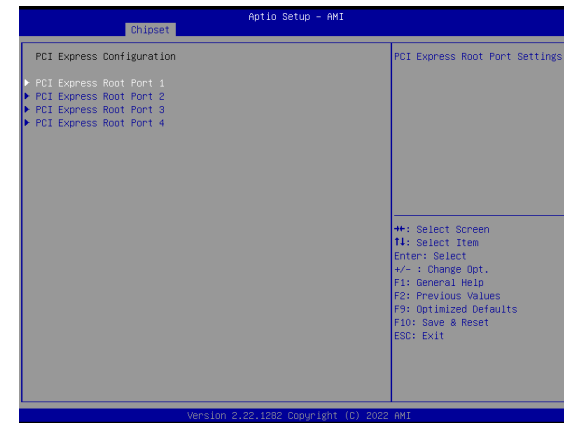 Aptio Setup – AMI
Chipset
PCI Express Configuration
PCI Express Root Port 1
PCI Express Root Port 2
PCI Express Root Port 3
PCI Express Root Port 4
PCI Express Root Port Settings
→←: Select Screen
↑↓: Select Item
Enter: Select
+/- : Change Opt.
F1: General Help
F2: Previous Values
F9: Optimized Defaults
F10: Save & Reset
ESC: Exit
Version 2.22.1282 Copyright (C) 2022 AMI